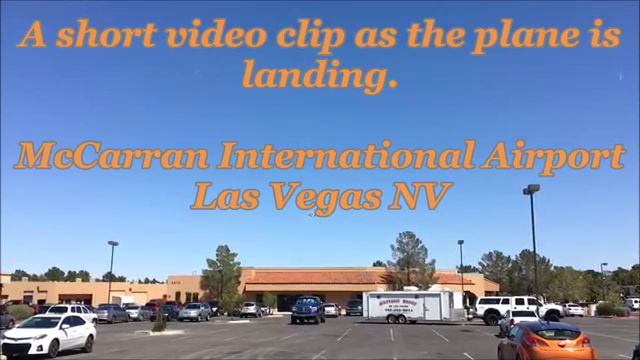 A short video clip as the plane is
landing.
McCarran International Airport
Las Vegas NV